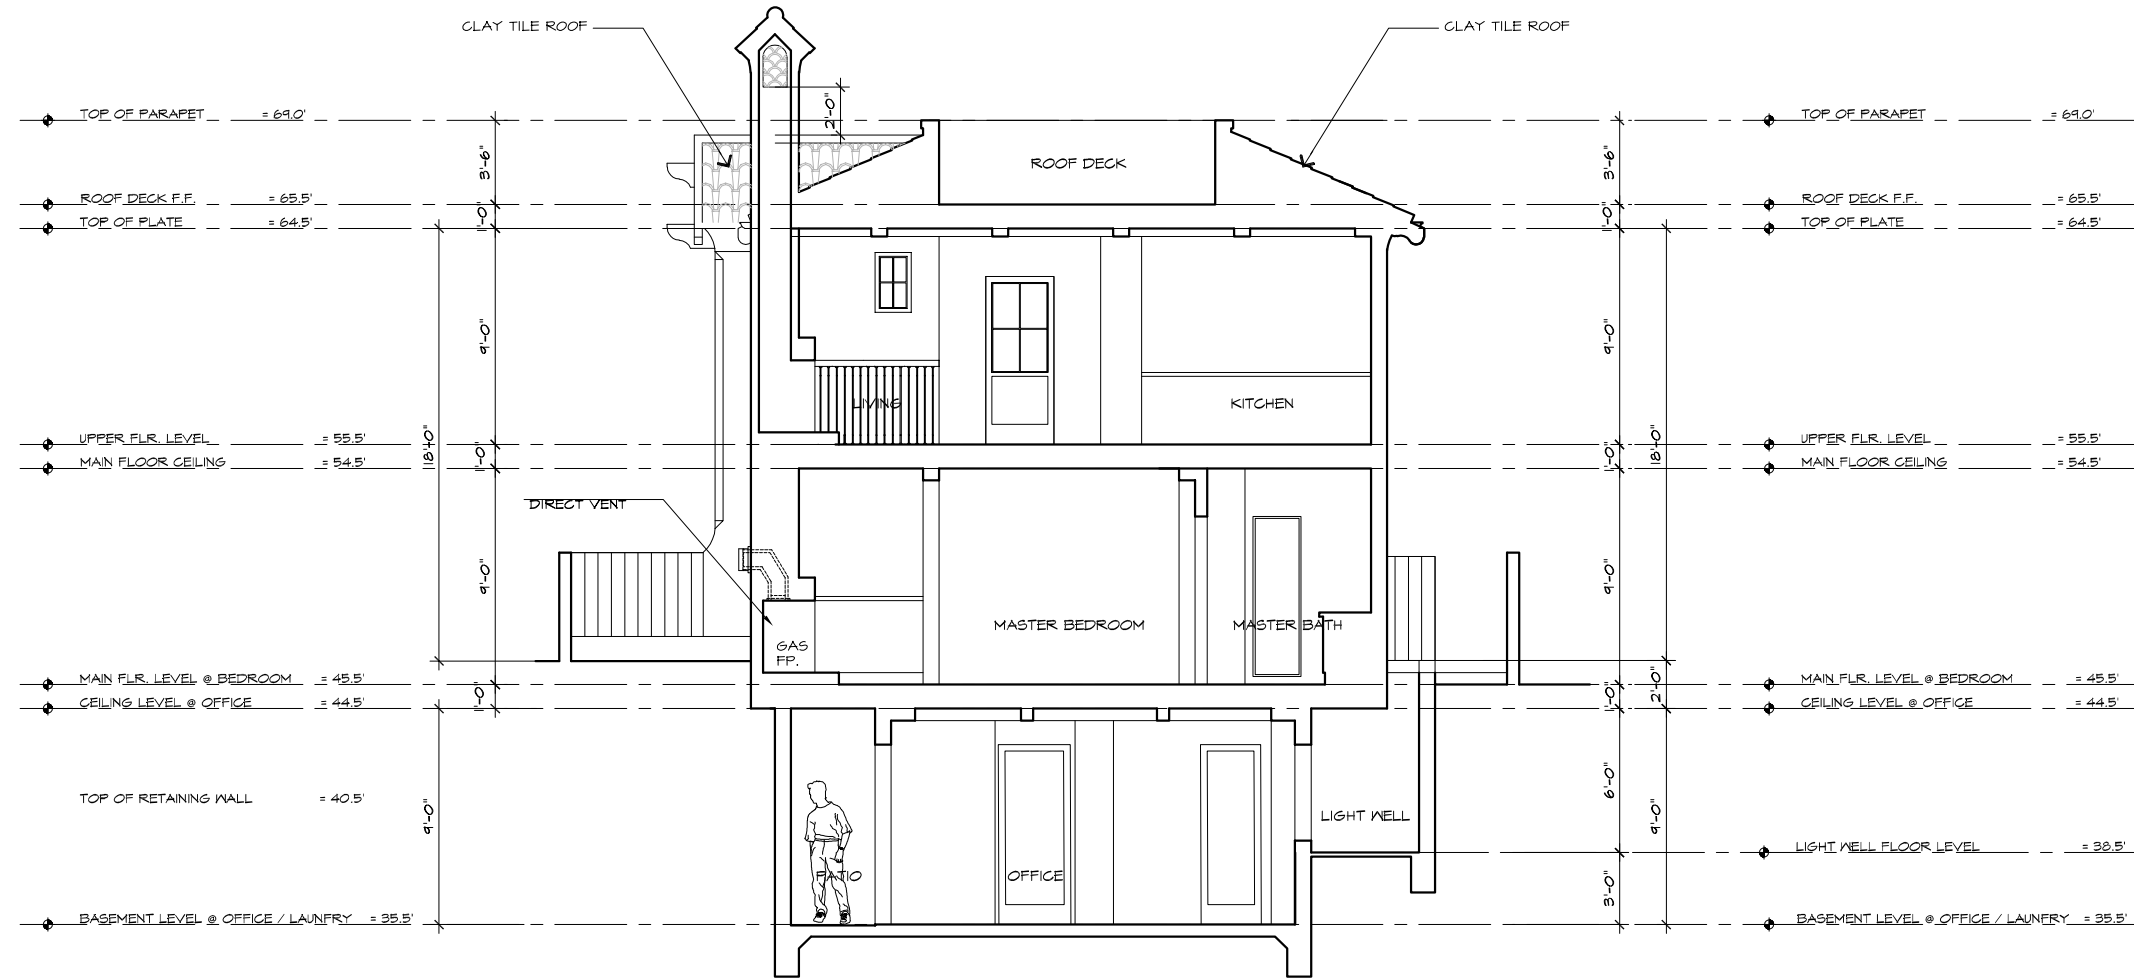 CLAY TILE ROOF CLAY TILE ROOF
2'-0"
TOP OF PARAPET = 69.0' TOP OF PARAPET = 69.0'
3'-6" ROOF DECK 3'-6"
ROOF DECK F.F. = 65.5' ROOF DECK F.F. = 65.5'
1'-0" 1'-0"
TOP OF PLATE = 64.5' TOP OF PLATE = 64.5'
9'-0" 9'-0"
LIVING KITCHEN
UPPER FLR. LEVEL = 55.5' UPPER FLR. LEVEL = 55.5'
18'-0" 1'-0" 1'-0" 18'-0"
MAIN FLOOR CEILING = 54.5' MAIN FLOOR CEILING = 54.5'
DIRECT VENT
9'-0" 9'-0"
MASTER BEDROOM MASTER BATH
GAS
FP.
MAIN FLR. LEVEL @ BEDROOM = 45.5' MAIN FLR. LEVEL @ BEDROOM = 45.5'
1'-0" 1'-0" 2'-0"
CEILING LEVEL @ OFFICE = 44.5' CEILING LEVEL @ OFFICE = 44.5'
6'-0"
TOP OF RETAINING WALL = 40.5'
9'-0" LIGHT WELL 9'-0"
LIGHT WELL FLOOR LEVEL = 38.5'
PATIO OFFICE
3'-0"
BASEMENT LEVEL @ OFFICE / LAUNFRY = 35.5' BASEMENT LEVEL @ OFFICE / LAUNFRY = 35.5'